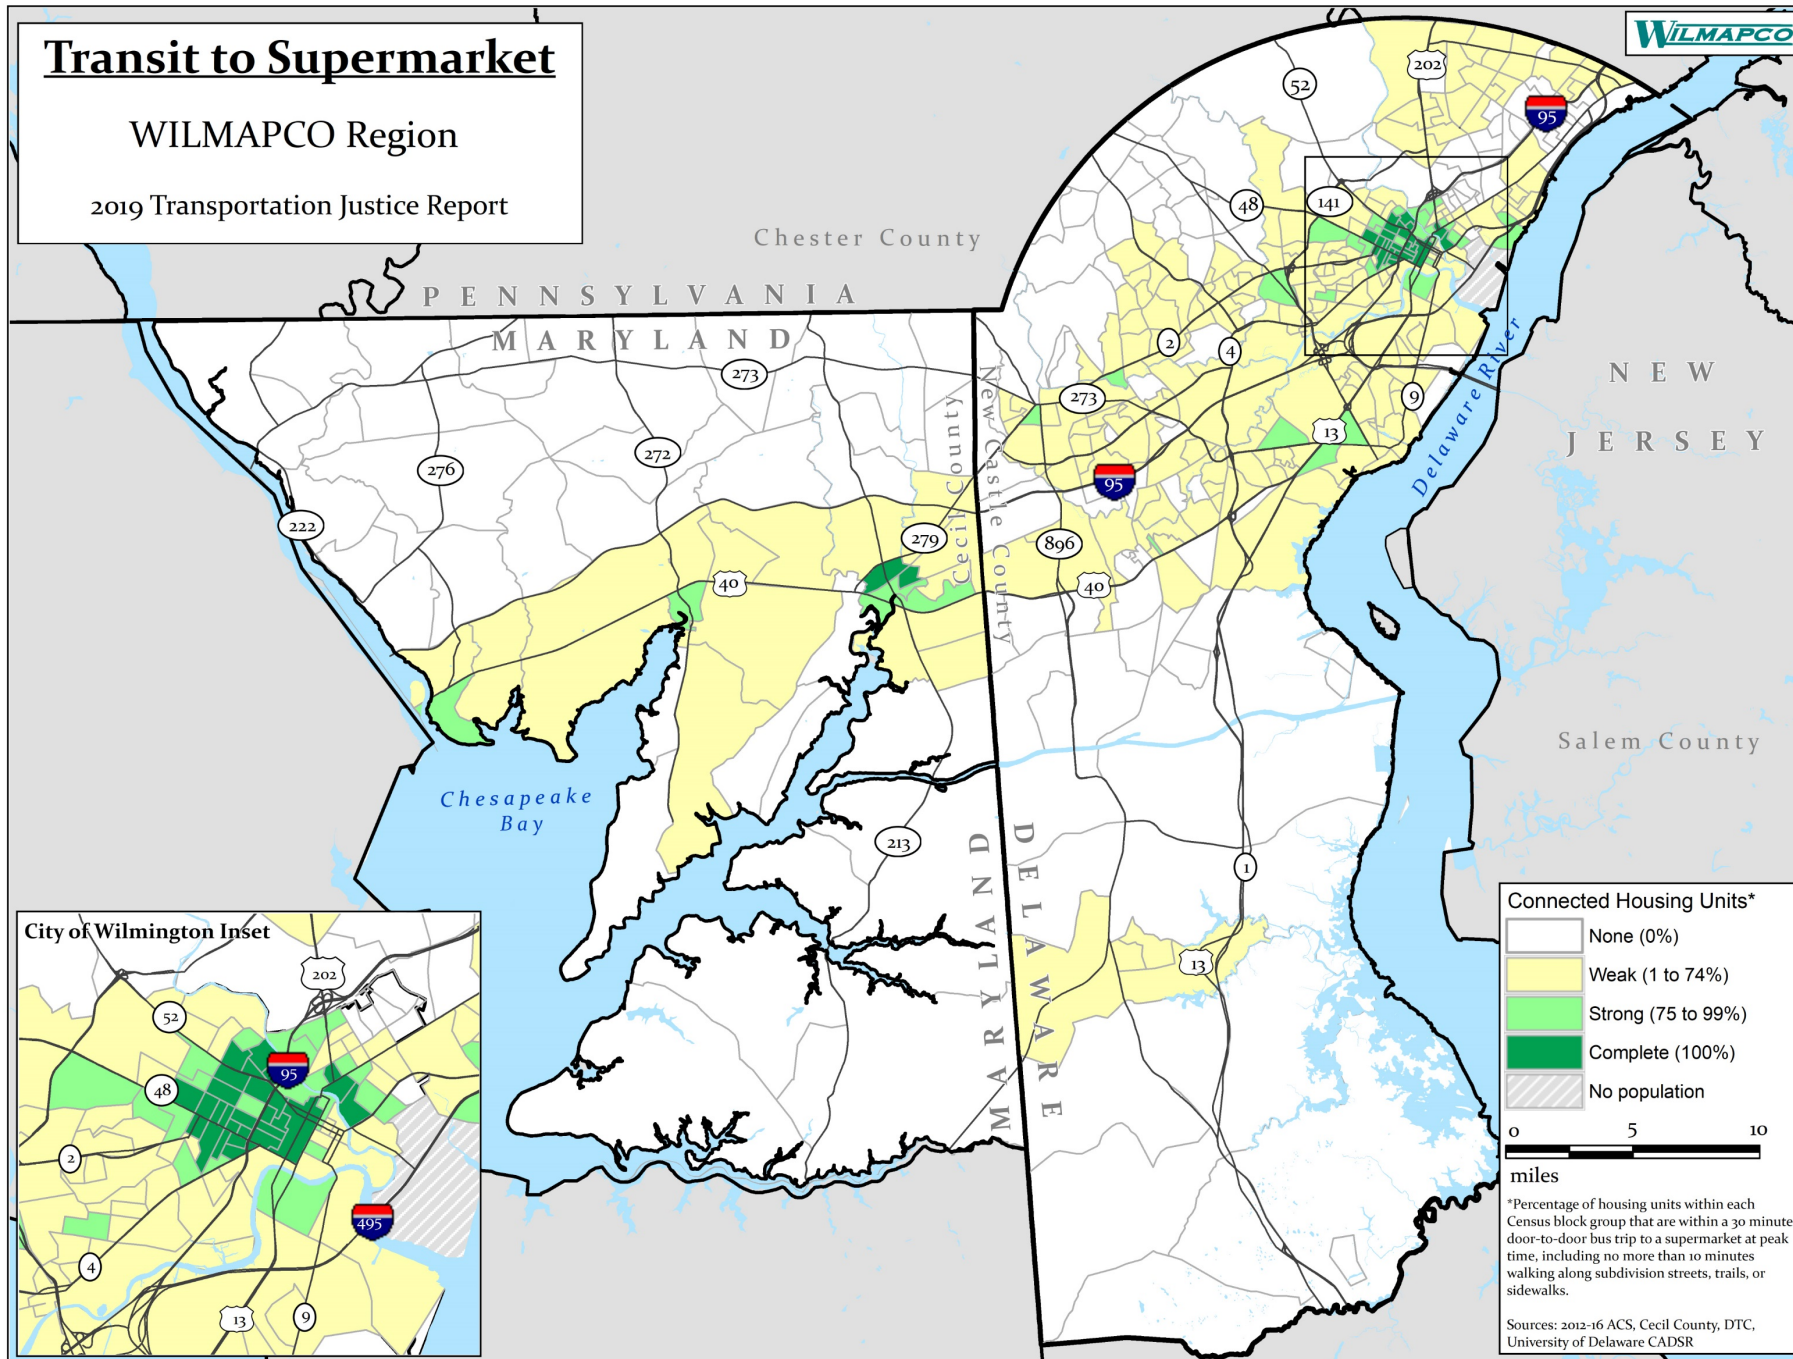 Transit to Supermarket
WILMAPCO Region
2019 Transportation Justice Report
WILMAPCO
Chester County
PENNSYLVANIA
MARYLAND
NEW
JERSEY
Salem County
Delaware River
Cecil County
New Castle County
Chesapeake
Bay
MARYLAND
DELAWARE
202
52
95
141
48
2
4
273
273
9
13
276
272
222
279
95
896
40
40
213
1
13
City of Wilmington Inset
202
52
95
48
2
495
4
13
9
Connected Housing Units*
None (0%)
Weak (1 to 74%)
Strong (75 to 99%)
Complete (100%)
No population
0 5 10
miles
*Percentage of housing units within each
Census block group that are within a 30 minute
door-to-door bus trip to a supermarket at peak
time, including no more than 10 minutes
walking along subdivision streets, trails, or
sidewalks.
Sources: 2012-16 ACS, Cecil County, DTC,
University of Delaware CADSR